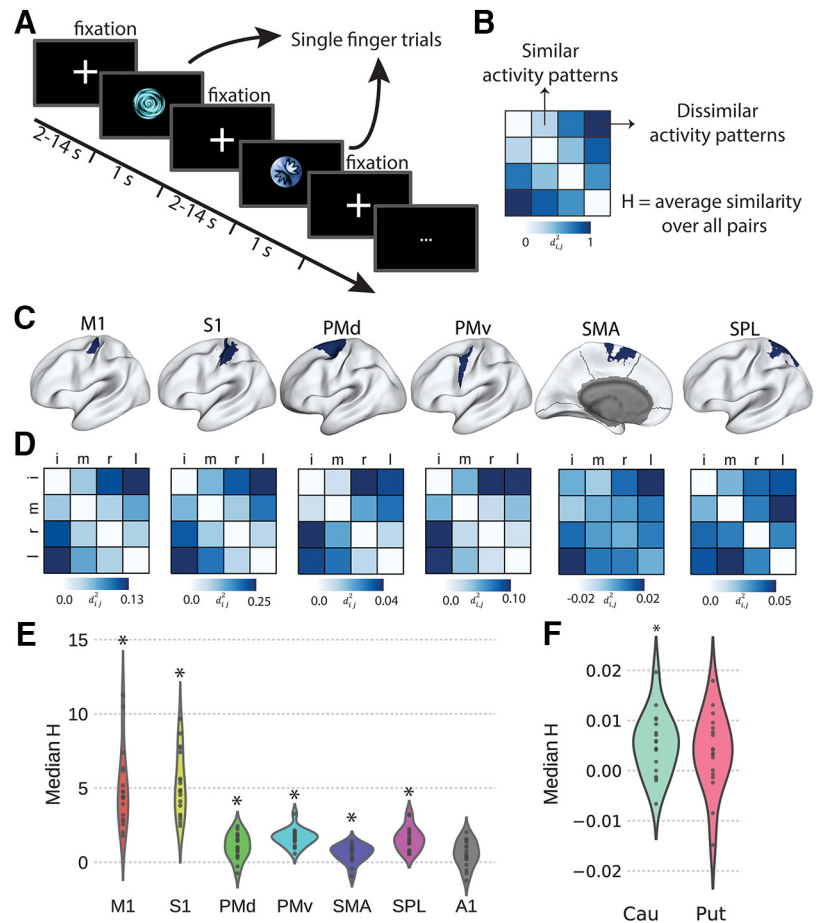 A
fixation
Single finger trials
fixation
fixation
2-14 s
1 s
2-14 s
1 s
...
B
Similar
activity patterns
Dissimilar
activity patterns
H = average similarity
over all pairs
0 d²i,j 1
C
M1 S1 PMd PMv SMA SPL
D
i m r l i m r l i m r l i m r l i m r l i m r l
i
m
r
l
0.0 d²i,j 0.13 0.0 d²i,j 0.25 0.0 d²i,j 0.04 0.0 d²i,j 0.10 -0.02 d²i,j 0.02 0.0 d²i,j 0.05
E
Median H
15
10
5
0
* * * * * *
M1 S1 PMd PMv SMA SPL A1
F
Median H
*
0.02
0.01
0.00
−0.01
−0.02
Cau Put